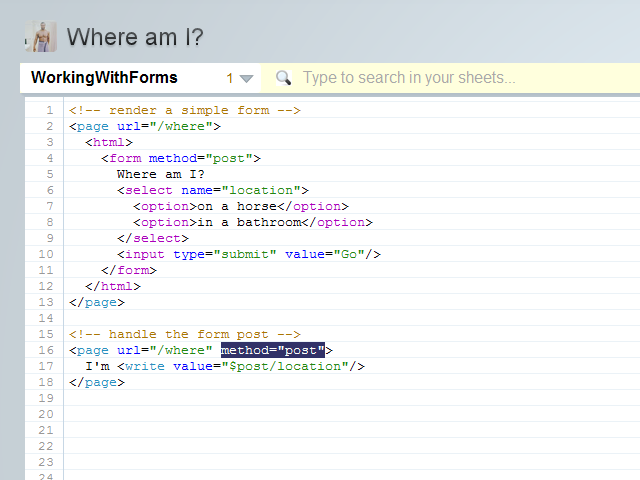 Where am I?
WorkingWithForms 1 Type to search in your sheets...
1 <!-- render a simple form -->
2 <page url="/where">
3 <html>
4 <form method="post">
5 Where am I?
6 <select name="location">
7 <option>on a horse</option>
8 <option>in a bathroom</option>
9 </select>
10 <input type="submit" value="Go"/>
11 </form>
12 </html>
13 </page>
14
15 <!-- handle the form post -->
16 <page url="/where" method="post">
17 I'm <write value="$post/location"/>
18 </page>
19
20
21
22
23
24